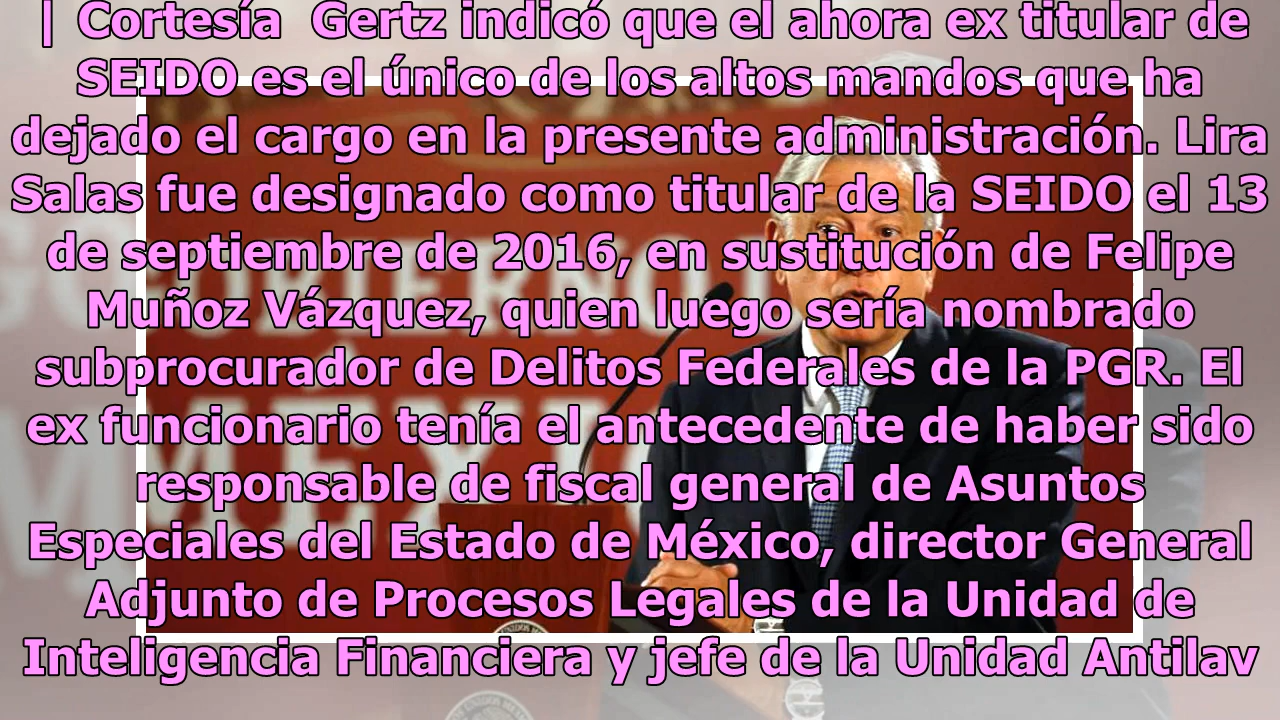 | Cortesía  Gertz indicó que el ahora ex titular de
SEIDO es el único de los altos mandos que ha
dejado el cargo en la presente administración. Lira
Salas fue designado como titular de la SEIDO el 13
de septiembre de 2016, en sustitución de Felipe
Muñoz Vázquez, quien luego sería nombrado
subprocurador de Delitos Federales de la PGR. El
ex funcionario tenía el antecedente de haber sido
responsable de fiscal general de Asuntos
Especiales del Estado de México, director General
Adjunto de Procesos Legales de la Unidad de
Inteligencia Financiera y jefe de la Unidad Antilav
GOBIERNO
MÉXI